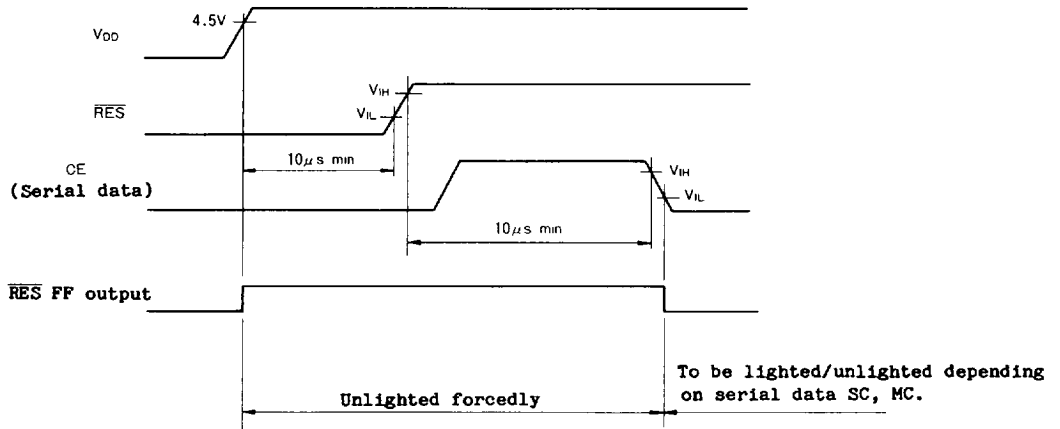 4.5V
VDD
VIH
RES
VIL
10μs min
CE
(Serial data)
VIH
VIL
10μs min
RES FF output
To be lighted/unlighted depending
on serial data SC, MC.
Unlighted forcedly